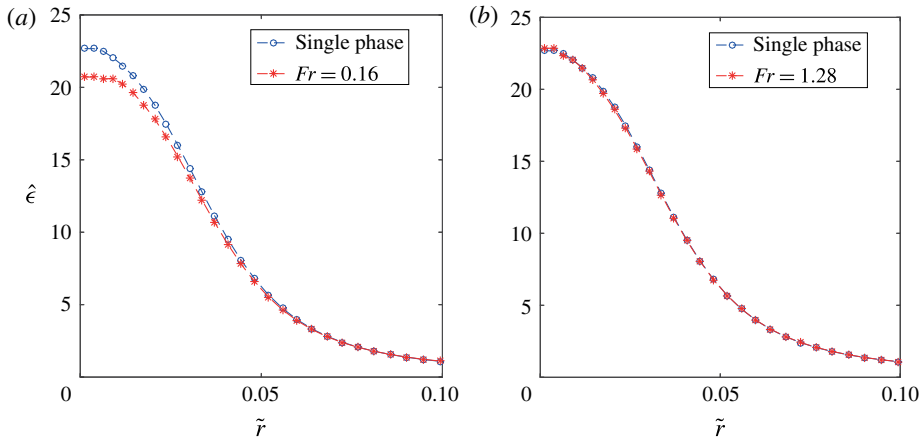 (a)
25
20
15
10
5
0
0.05
0.10
ϵ̂
r̃
Single phase
Fr = 0.16
(b)
25
20
15
10
5
0
0.05
0.10
r̃
Single phase
Fr = 1.28